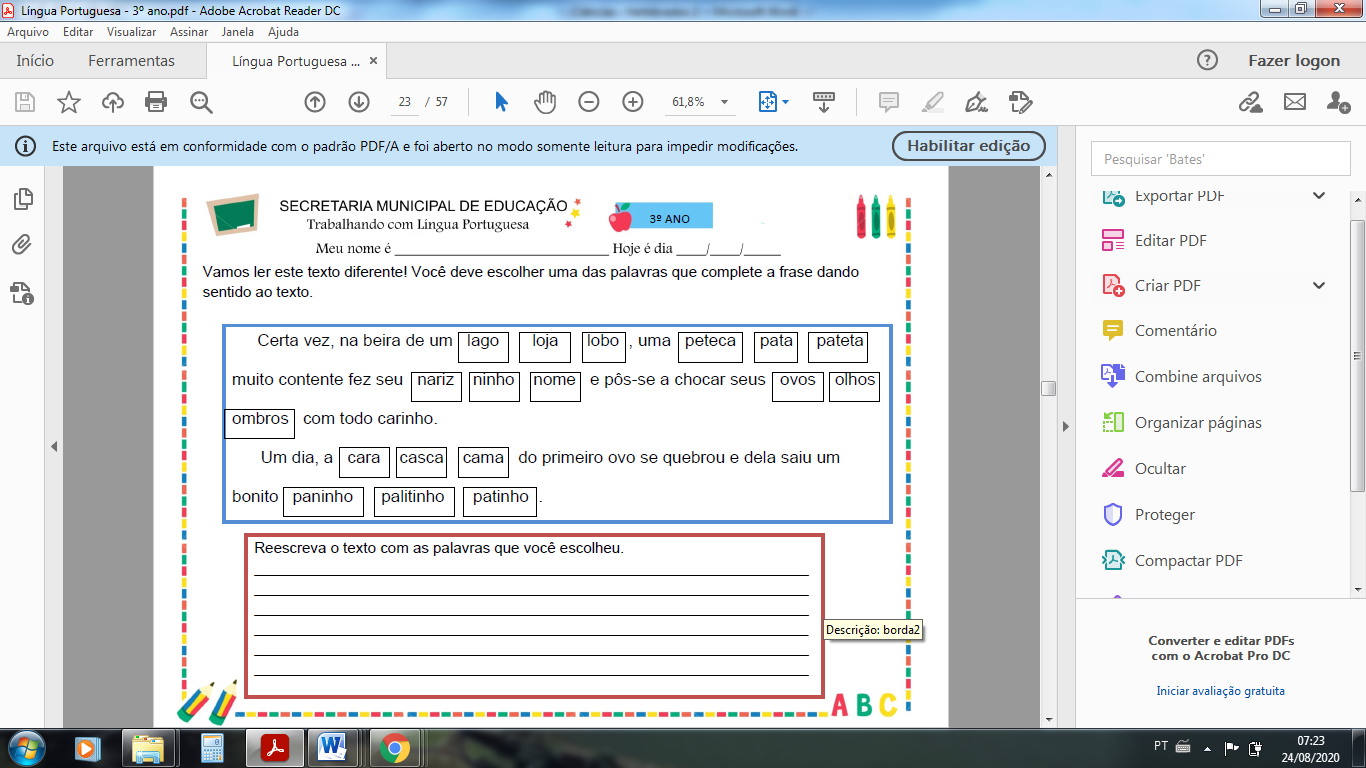 Língua Portuguesa - 3º ano.pdf - Adobe Acrobat Reader DC
Arquivo Editar Visualizar Assinar Janela Ajuda
Início Ferramentas Língua Portuguesa ... × Fazer logon
23 / 57 61,8%
Este arquivo está em conformidade com o padrão PDF/A e foi aberto no modo somente leitura para impedir modificações. Habilitar edição
Pesquisar 'Bates'
Exportar PDF
Editar PDF
Criar PDF
Comentário
Combine arquivos
Organizar páginas
Ocultar
Proteger
Compactar PDF
Converter e editar PDFs
com o Acrobat Pro DC
Iniciar avaliação gratuita
SECRETARIA MUNICIPAL DE EDUCAÇÃO
3º ANO
Trabalhando com Língua Portuguesa
Meu nome é __________________________ Hoje é dia ____/____/_____
Vamos ler este texto diferente! Você deve escolher uma das palavras que complete a frase dando
sentido ao texto.
Certa vez, na beira de um lago loja lobo , uma peteca pata pateta
muito contente fez seu nariz ninho nome e pôs-se a chocar seus ovos olhos
ombros com todo carinho.
Um dia, a cara casca cama do primeiro ovo se quebrou e dela saiu um
bonito paninho palitinho patinho .
Reescreva o texto com as palavras que você escolheu.
Descrição: borda2
A B C
PT 07:23
24/08/2020